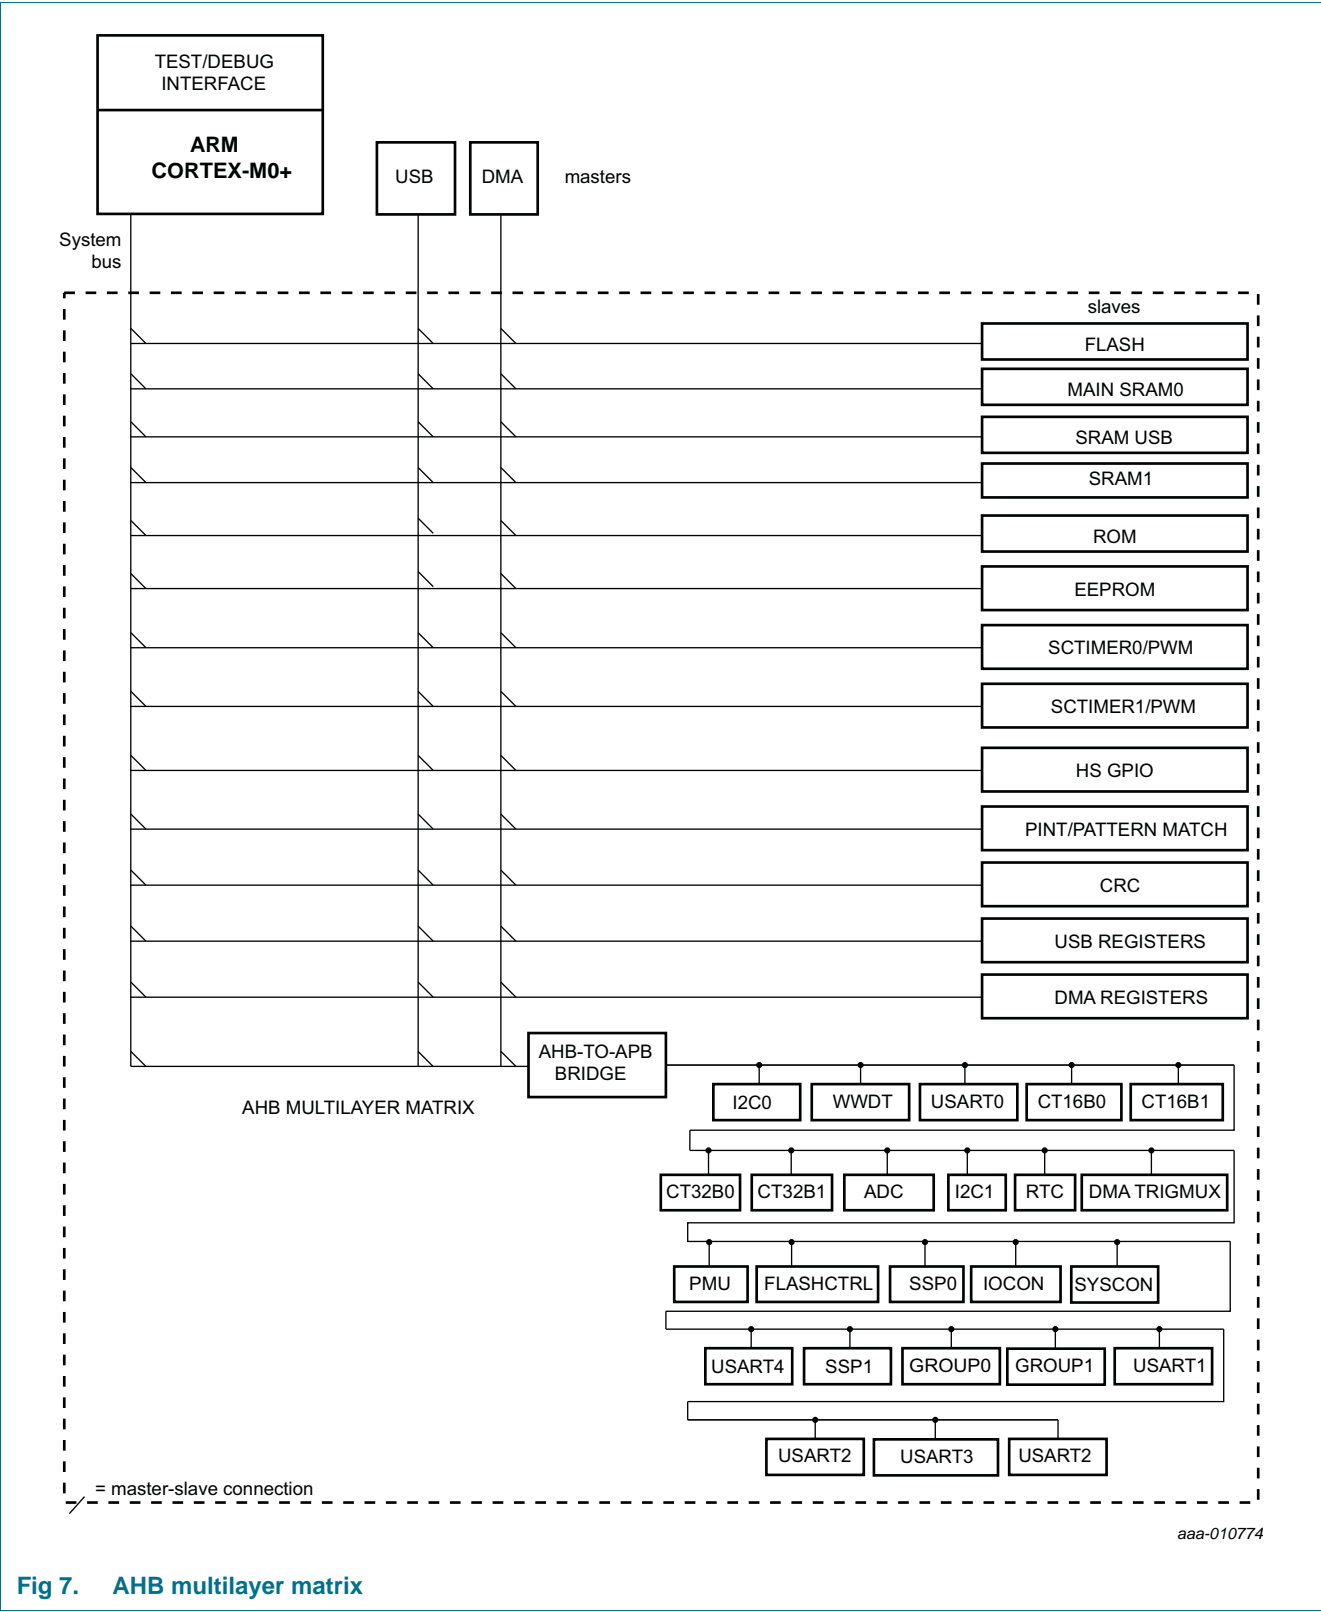 TEST/DEBUG
INTERFACE
ARM
CORTEX-M0+
USB
DMA
masters
System
bus
slaves
FLASH
MAIN SRAM0
SRAM USB
SRAM1
ROM
EEPROM
SCTIMER0/PWM
SCTIMER1/PWM
HS GPIO
PINT/PATTERN MATCH
CRC
USB REGISTERS
DMA REGISTERS
AHB-TO-APB
BRIDGE
AHB MULTILAYER MATRIX
I2C0
WWDT
USART0
CT16B0
CT16B1
CT32B0
CT32B1
ADC
I2C1
RTC
DMA TRIGMUX
PMU
FLASHCTRL
SSP0
IOCON
SYSCON
USART4
SSP1
GROUP0
GROUP1
USART1
USART2
USART3
USART2
= master-slave connection
aaa-010774
Fig 7. AHB multilayer matrix